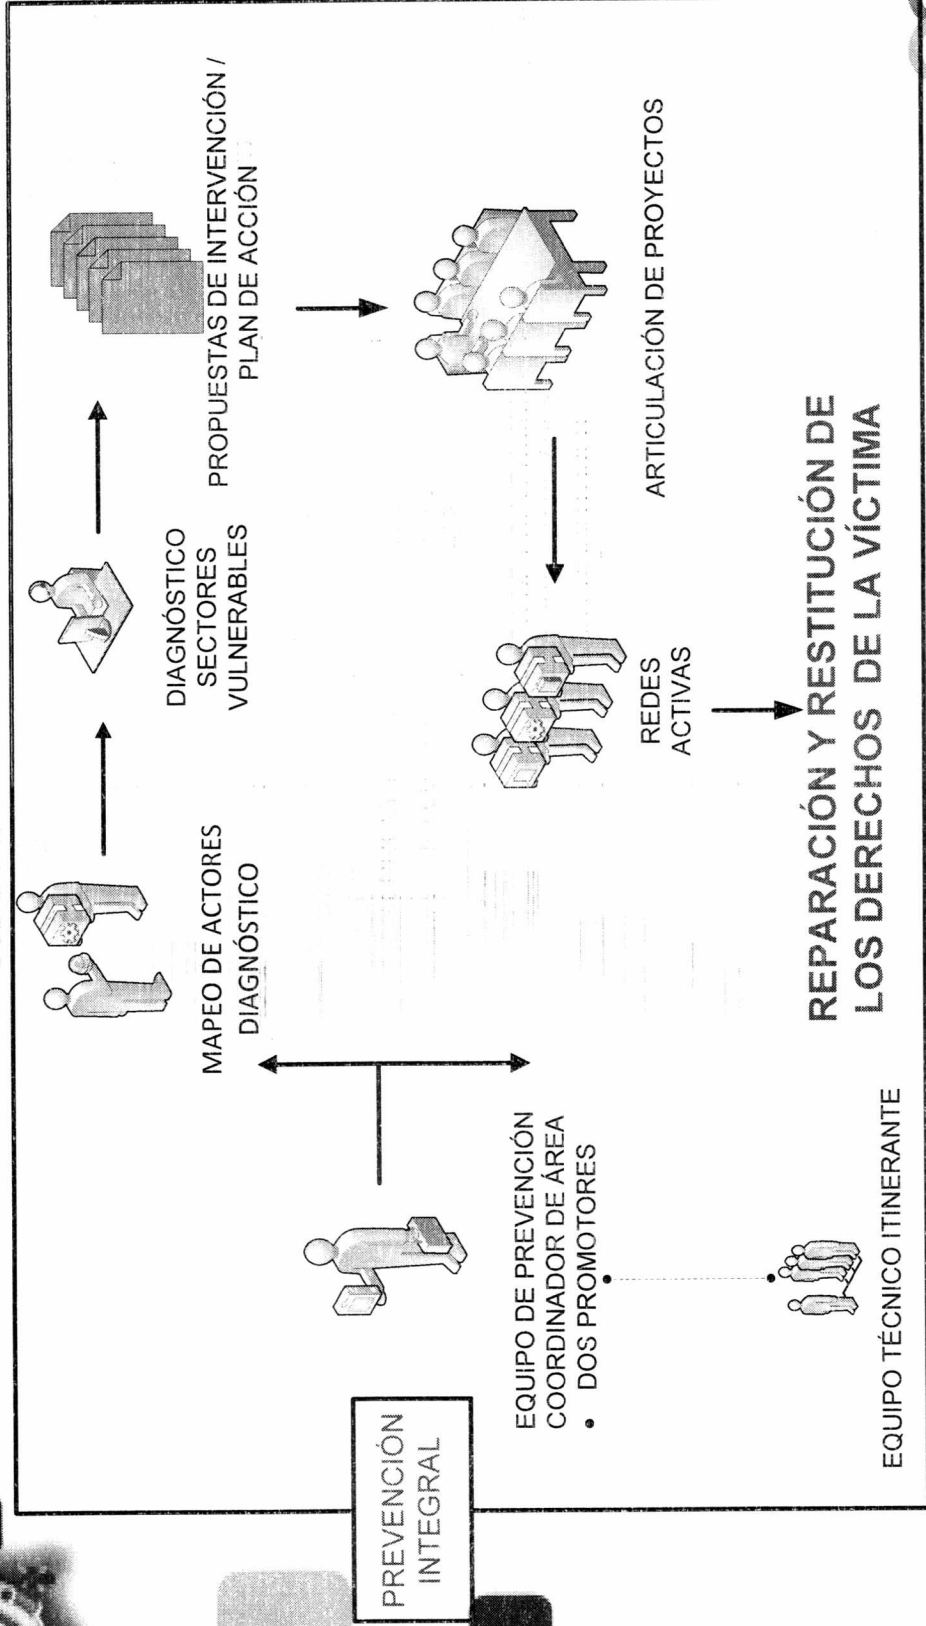 PREVENCIÓN
INTEGRAL
EQUIPO DE PREVENCIÓN
COORDINADOR DE ÁREA
• DOS PROMOTORES
EQUIPO TÉCNICO ITINERANTE
MAPEO DE ACTORES
DIAGNÓSTICO
DIAGNÓSTICO
SECTORES
VULNERABLES
PROPUESTAS DE INTERVENCIÓN /
PLAN DE ACCIÓN
ARTICULACIÓN DE PROYECTOS
REDES
ACTIVAS
REPARACIÓN Y RESTITUCIÓN DE
LOS DERECHOS DE LA VÍCTIMA